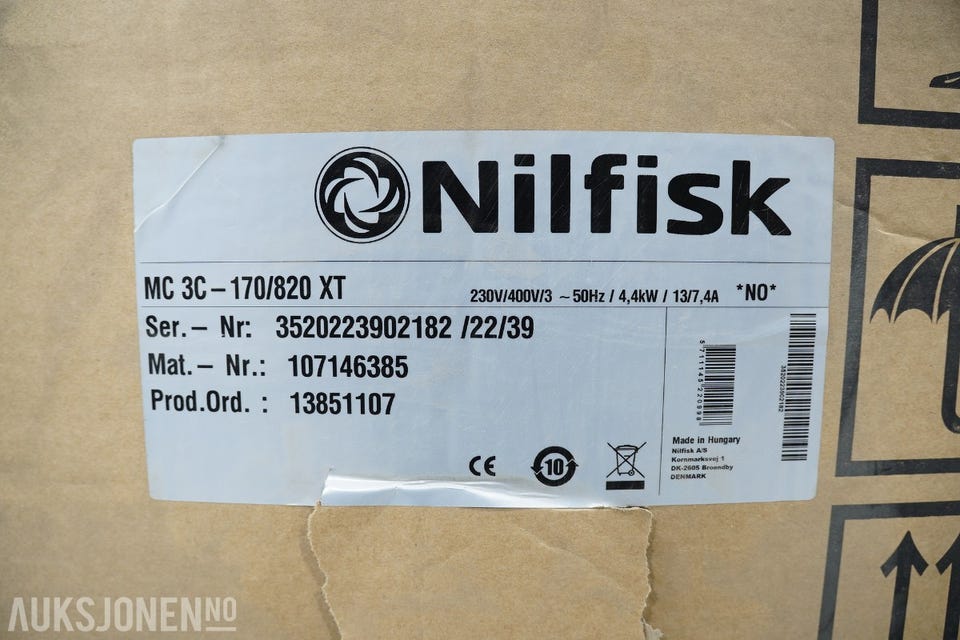 Nilfisk
MC 3C – 170/820 XT 230V/400V/3 ~ 50Hz / 4,4kW / 13/7,4A *NO*
Ser. – Nr: 3520223902182 /22/39
Mat. – Nr.: 107146385
Prod.Ord. : 13851107
5711145220998
3520223902182
CE
10
Made in Hungary
Nilfisk A/S
Kornmarksvej 1
DK-2605 Broendby
DENMARK
AUKSJONEN NO